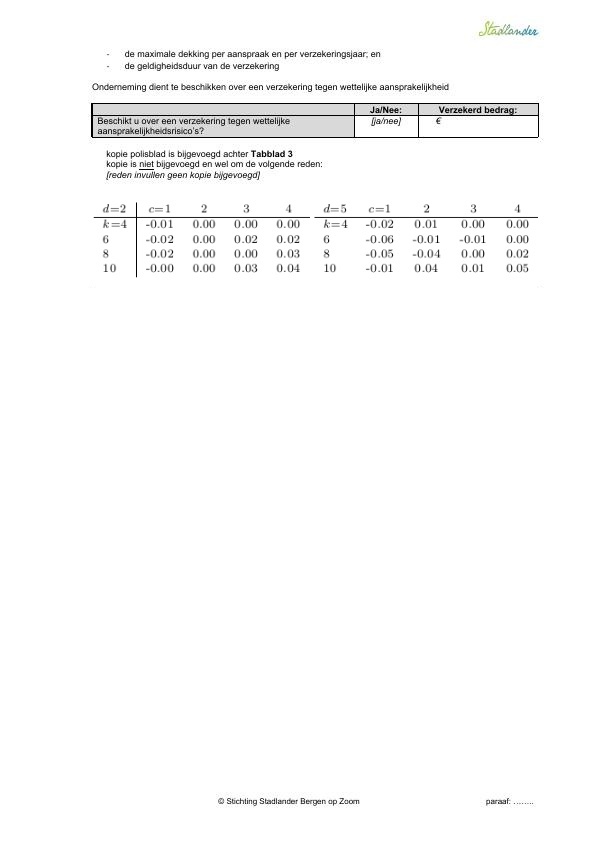 Stadlander
- de maximale dekking per aanspraak en per verzekeringsjaar; en
- de geldigheidsduur van de verzekering
Onderneming dient te beschikken over een verzekering tegen wettelijke aansprakelijkheid
Ja/Nee: Verzekerd bedrag:
Beschikt u over een verzekering tegen wettelijke [ja/nee] €
aansprakelijkheidsrisico's?
kopie polisblad is bijgevoegd achter Tabblad 3
kopie is niet bijgevoegd en wel om de volgende reden:
[reden invullen geen kopie bijgevoegd]
d=2 c=1 2 3 4 d=5 c=1 2 3 4
k=4 -0.01 0.00 0.00 0.00 k=4 -0.02 0.01 0.00 0.00
6 -0.02 0.00 0.02 0.02 6 -0.06 -0.01 -0.01 0.00
8 -0.02 0.00 0.00 0.03 8 -0.05 -0.04 0.00 0.02
10 -0.00 0.00 0.03 0.04 10 -0.01 0.04 0.01 0.05
© Stichting Stadlander Bergen op Zoom paraaf: ……..